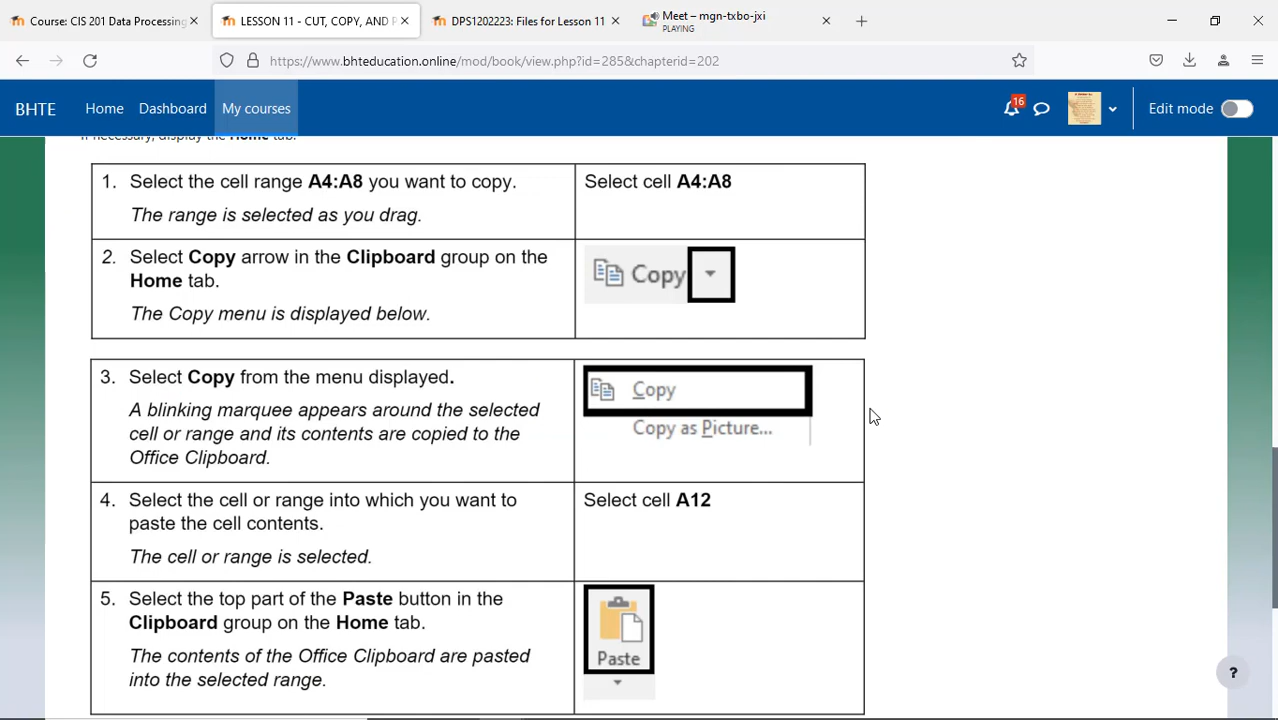 Course: CIS 201 Data Processing
LESSON 11 - CUT, COPY, AND P
DPS1202223: Files for Lesson 11
Meet – mgn-txbo-jxi
PLAYING
https://www.bhteducation.online/mod/book/view.php?id=285&chapterid=202
BHTE
Home
Dashboard
My courses
16
Edit mode
If necessary, display the Home tab.
1. Select the cell range A4:A8 you want to copy.
The range is selected as you drag.
Select cell A4:A8
2. Select Copy arrow in the Clipboard group on the
Home tab.
The Copy menu is displayed below.
Copy
3. Select Copy from the menu displayed.
A blinking marquee appears around the selected
cell or range and its contents are copied to the
Office Clipboard.
Copy
Copy as Picture...
4. Select the cell or range into which you want to
paste the cell contents.
The cell or range is selected.
Select cell A12
5. Select the top part of the Paste button in the
Clipboard group on the Home tab.
The contents of the Office Clipboard are pasted
into the selected range.
Paste
?